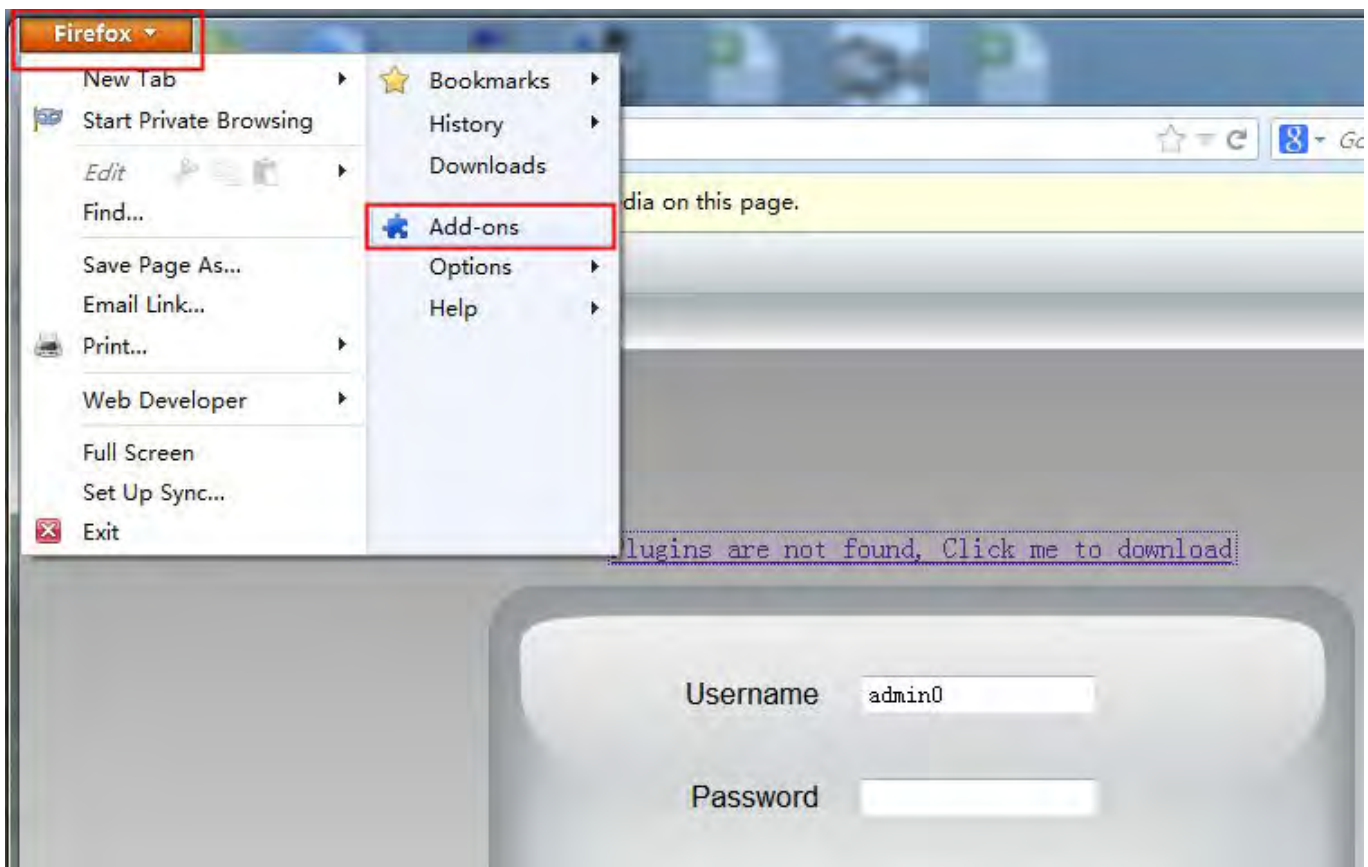 Firefox
New Tab
Start Private Browsing
Edit
Find...
Save Page As...
Email Link...
Print...
Web Developer
Full Screen
Set Up Sync...
Exit
Bookmarks
History
Downloads
Add-ons
Options
Help
8
dia on this page.
lugins are not found, Click me to download
Username admin0
Password